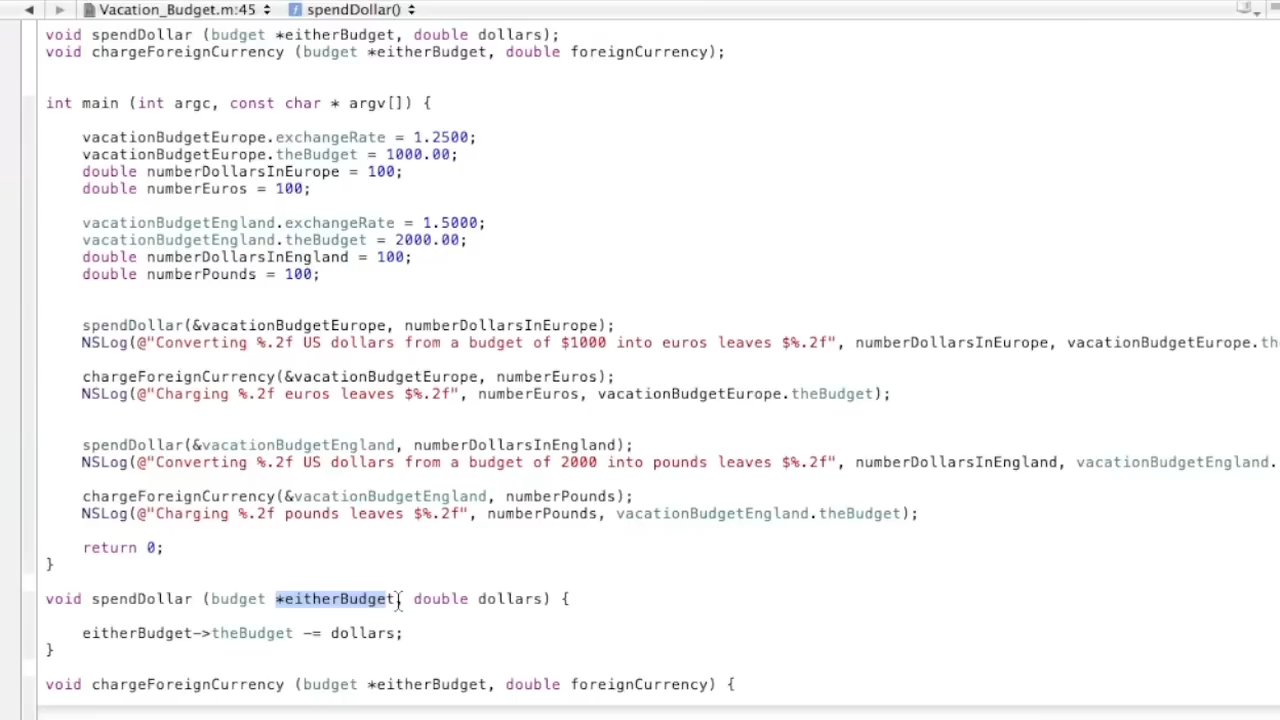 Vacation_Budget.m:45 spendDollar()
void spendDollar (budget *eitherBudget, double dollars);
void chargeForeignCurrency (budget *eitherBudget, double foreignCurrency);
int main (int argc, const char * argv[]) {
vacationBudgetEurope.exchangeRate = 1.2500;
vacationBudgetEurope.theBudget = 1000.00;
double numberDollarsInEurope = 100;
double numberEuros = 100;
vacationBudgetEngland.exchangeRate = 1.5000;
vacationBudgetEngland.theBudget = 2000.00;
double numberDollarsInEngland = 100;
double numberPounds = 100;
spendDollar(&vacationBudgetEurope, numberDollarsInEurope);
NSLog(@"Converting %.2f US dollars from a budget of $1000 into euros leaves $%.2f", numberDollarsInEurope, vacationBudgetEurope.th
chargeForeignCurrency(&vacationBudgetEurope, numberEuros);
NSLog(@"Charging %.2f euros leaves $%.2f", numberEuros, vacationBudgetEurope.theBudget);
spendDollar(&vacationBudgetEngland, numberDollarsInEngland);
NSLog(@"Converting %.2f US dollars from a budget of 2000 into pounds leaves $%.2f", numberDollarsInEngland, vacationBudgetEngland.
chargeForeignCurrency(&vacationBudgetEngland, numberPounds);
NSLog(@"Charging %.2f pounds leaves $%.2f", numberPounds, vacationBudgetEngland.theBudget);
return 0;
}
void spendDollar (budget *eitherBudget, double dollars) {
eitherBudget->theBudget -= dollars;
}
void chargeForeignCurrency (budget *eitherBudget, double foreignCurrency) {